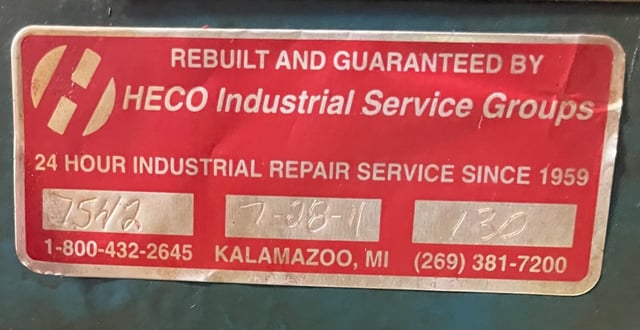 REBUILT AND GUARANTEED BY
HECO Industrial Service Groups
24 HOUR INDUSTRIAL REPAIR SERVICE SINCE 1959
7542 7-28-11 130
1-800-432-2645 KALAMAZOO, MI (269) 381-7200